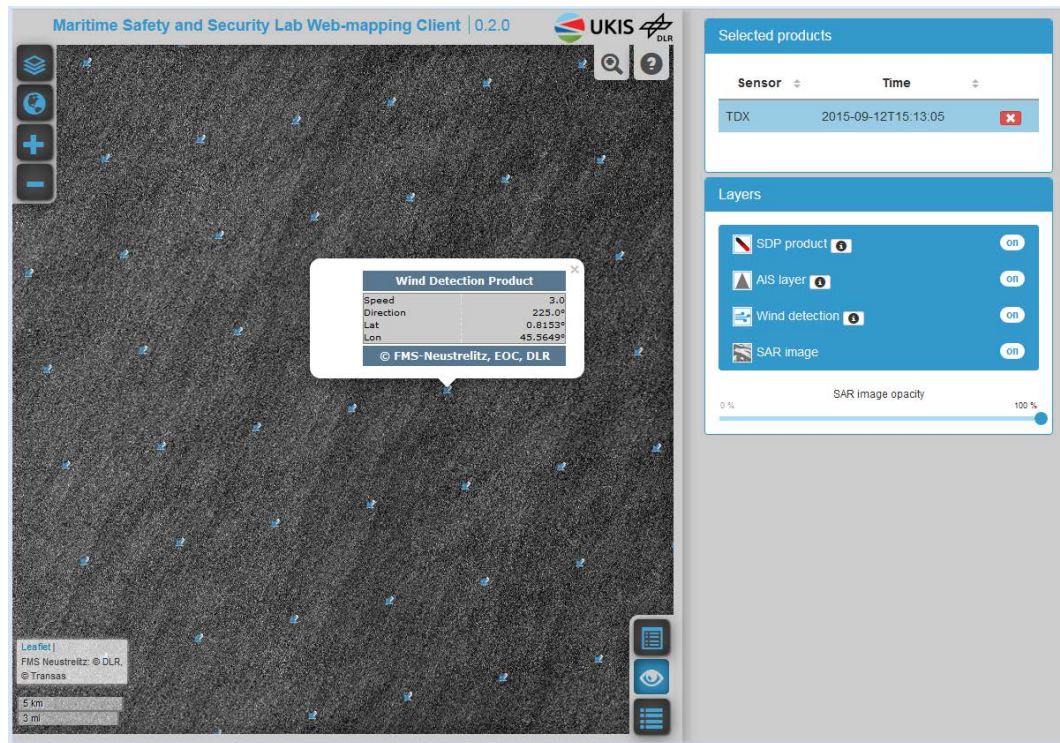 Maritime Safety and Security Lab Web-mapping Client | 0.2.0
UKIS
DLR
Wind Detection Product
Speed 3.0
Direction 225.0°
Lat 0.8153°
Lon 45.5649°
© FMS-Neustrelitz, EOC, DLR
Leaflet |
FMS Neustrelitz: © DLR,
© Transas
5 km
3 mi
Selected products
Sensor Time
TDX 2015-09-12T15:13:05
Layers
SDP product on
AIS layer on
Wind detection on
SAR image on
SAR image opacity
0 % 100 %